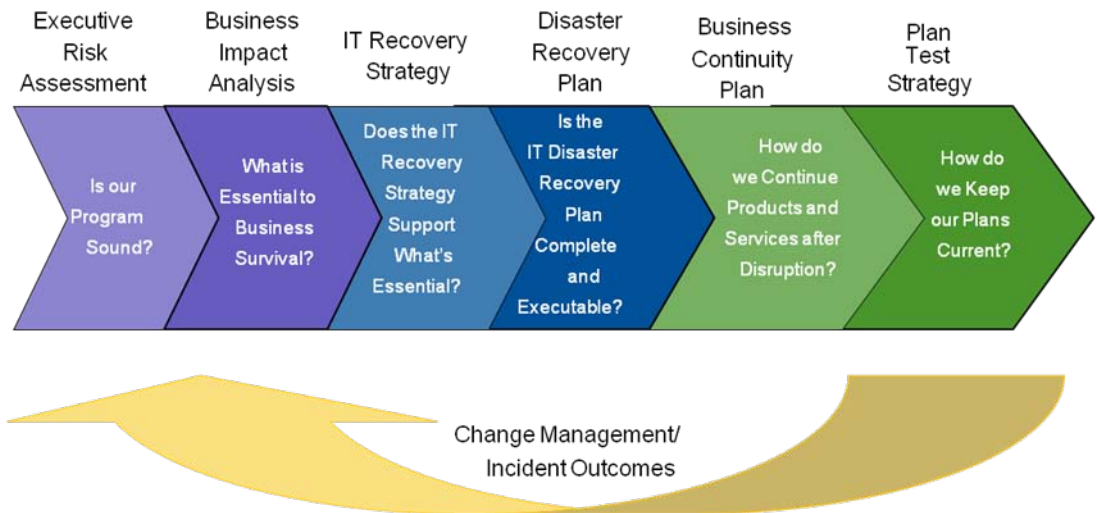 Executive
Risk
Assessment
Business
Impact
Analysis
IT Recovery
Strategy
Disaster
Recovery
Plan
Business
Continuity
Plan
Plan
Test
Strategy
Is our
Program
Sound?
What is
Essential to
Business
Survival?
Does the IT
Recovery
Strategy
Support
What's
Essential?
Is the
IT Disaster
Recovery
Plan
Complete
and
Executable?
How do
we Continue
Products and
Services after
Disruption?
How do
we Keep
our Plans
Current?
Change Management/
Incident Outcomes